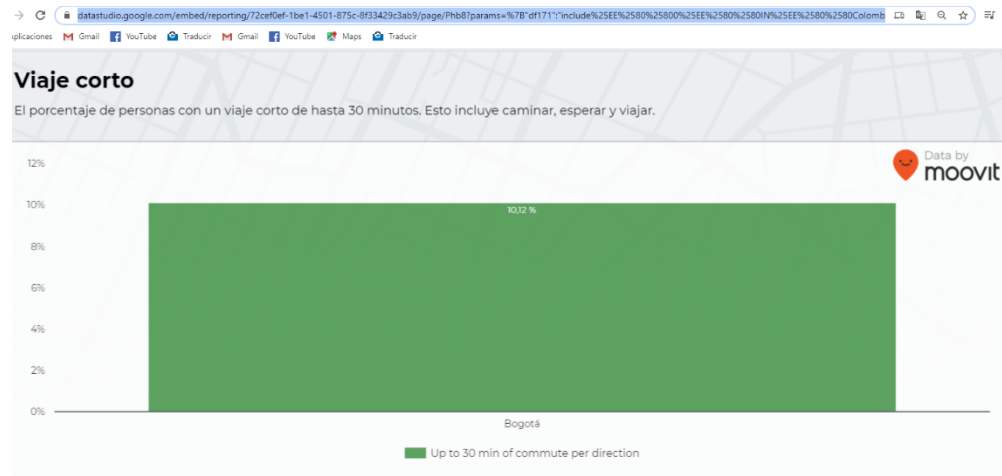 datastudio.google.com/embed/reporting/72cef0ef-1be1-4501-875c-8f33429c3ab9/page/Phb8?params=%7B"df171":"include%25EE%2580%25800%25EE%2580%2580IN%25EE%2580%2580Colomb
plicaciones Gmail YouTube Traducir Gmail YouTube Maps Traducir
Viaje corto
El porcentaje de personas con un viaje corto de hasta 30 minutos. Esto incluye caminar, esperar y viajar.
Data by
moovit
12%
10%
10,12 %
8%
6%
4%
2%
0%
Bogotá
Up to 30 min of commute per direction